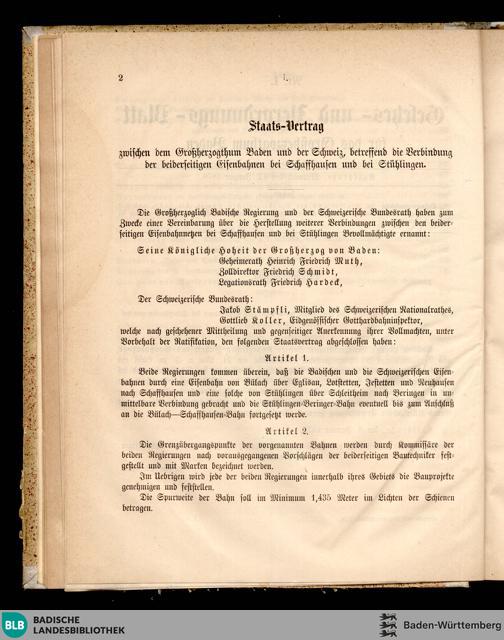 2
I.
Staats-Vertrag
zwischen dem Großherzogthum Baden und der Schweiz, betreffend die Verbindung
der beiderseitigen Eisenbahnen bei Schaffhausen und bei Stühlingen.
Die Großherzoglich Badische Regierung und der Schweizerische Bundesrath haben zum
Zwecke einer Vereinbarung über die Herstellung weiterer Verbindungen zwischen den beider-
seitigen Eisenbahnnetzen bei Schaffhausen und bei Stühlingen Bevollmächtigte ernannt:
Seine Königliche Hoheit der Großherzog von Baden:
Geheimerath Heinrich Friedrich Muth,
Zolldirektor Friedrich Schmidt,
Legationsrath Friedrich Hardeck,
Der Schweizerische Bundesrath:
Jakob Stämpfli, Mitglied des Schweizerischen Nationalrathes,
Gottlieb Koller, Eidgenössischer Gotthardbahninspektor,
welche nach geschehener Mittheilung und gegenseitiger Anerkennung ihrer Vollmachten, unter
Vorbehalt der Ratifikation, den folgenden Staatsvertrag abgeschlossen haben:
Artikel 1.
Beide Regierungen kommen überein, daß die Badischen und die Schweizerischen Eisen-
bahnen durch eine Eisenbahn von Bülach über Eglisau, Lotstetten, Jestetten und Neuhausen
nach Schaffhausen und eine solche von Stühlingen über Schleitheim nach Beringen in un-
mittelbare Verbindung gebracht und die Stühlingen-Beringer-Bahn eventuell bis zum Anschluß
an die Bülach—Schaffhausen-Bahn fortgesetzt werde.
Artikel 2.
Die Grenzübergangspunkte der vorgenannten Bahnen werden durch Kommissäre der
beiden Regierungen nach vorausgegangenen Vorschlägen der beiderseitigen Bautechniker fest-
gestellt und mit Marken bezeichnet werden.
Im Uebrigen wird jede der beiden Regierungen innerhalb ihres Gebiets die Bauprojekte
genehmigen und feststellen.
Die Spurweite der Bahn soll im Minimum 1,435 Meter im Lichten der Schienen
betragen.
BLB BADISCHE
LANDESBIBLIOTHEK
Baden-Württemberg